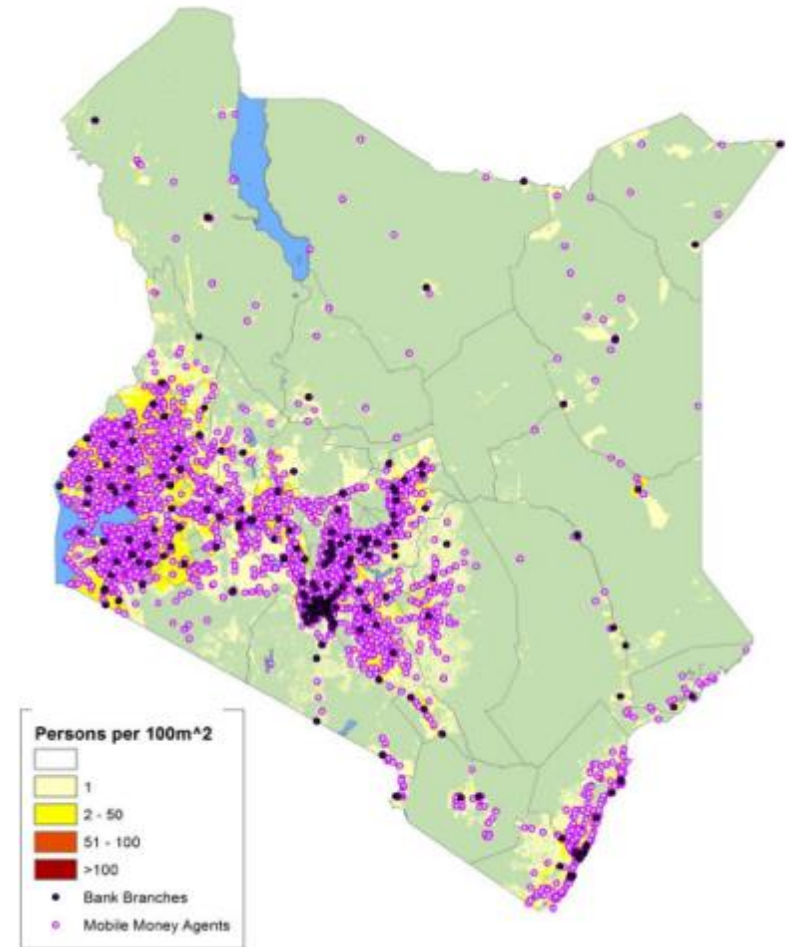 Persons per 100m^2
1
2 - 50
51 - 100
>100
Bank Branches
Mobile Money Agents